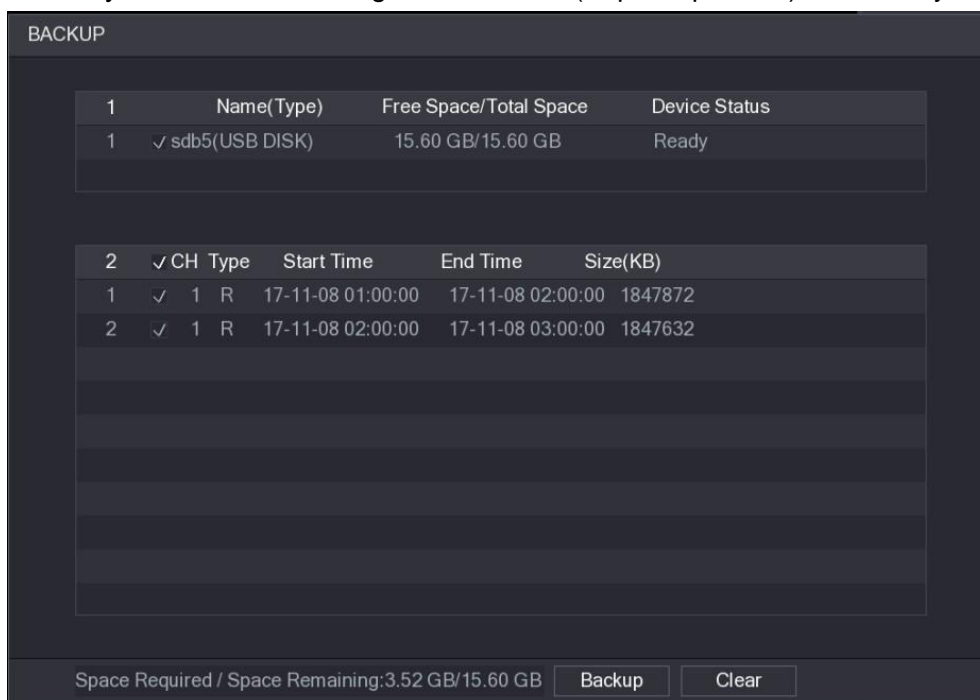 BACKUP
1 Name(Type) Free Space/Total Space Device Status
1 sdb5(USB DISK) 15.60 GB/15.60 GB Ready
2 CH Type Start Time End Time Size(KB)
1 1 R 17-11-08 01:00:00 17-11-08 02:00:00 1847872
2 1 R 17-11-08 02:00:00 17-11-08 03:00:00 1847632
Space Required / Space Remaining:3.52 GB/15.60 GB Backup Clear